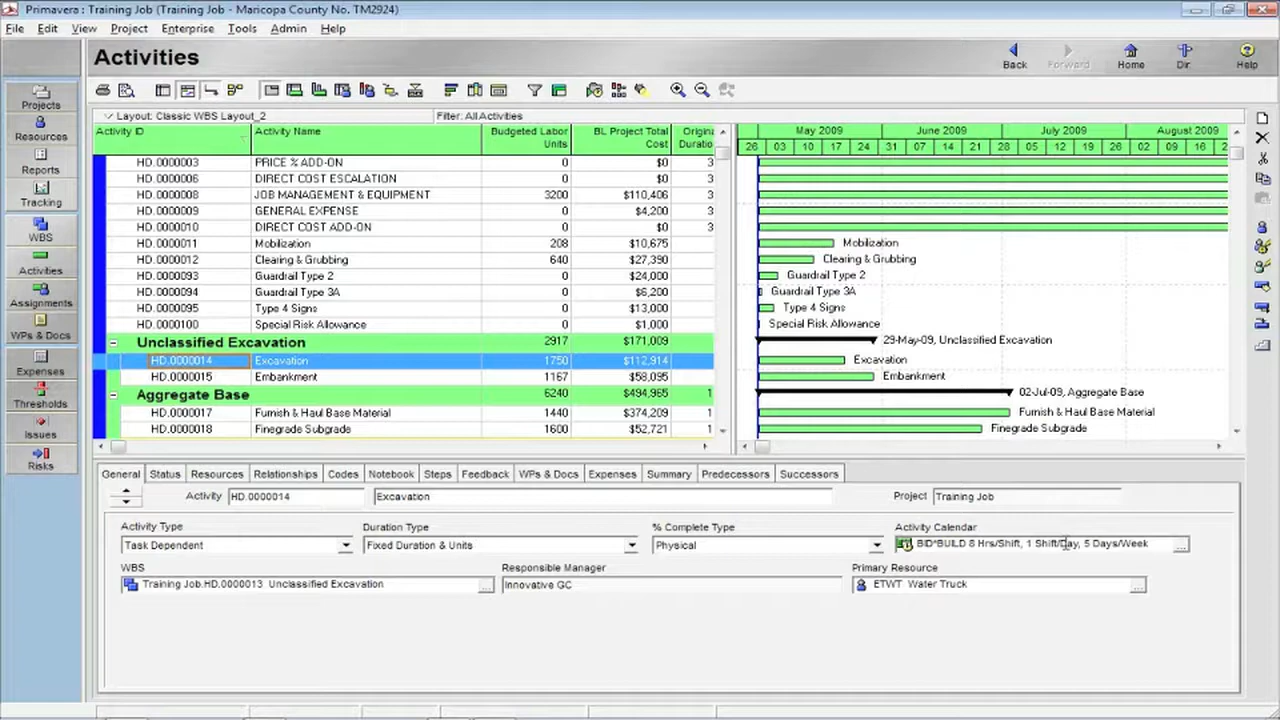 Primavera : Training Job (Training Job - Maricopa County No. TM2924)
File Edit View Project Enterprise Tools Admin Help
Activities
Back Forward Home Dir. Help
Projects
Resources
Reports
Tracking
WBS
Activities
Assignments
WPs & Docs
Expenses
Thresholds
Issues
Risks
Layout: Classic WBS Layout_2 Filter: All Activities
Activity ID Activity Name Budgeted Labor Units BL Project Total Cost Origina Duratio
May 2009 June 2009 July 2009 August 2009
26 03 10 17 24 31 07 14 21 28 05 12 19 26 02 09 16 2
HD.0000003 PRICE % ADD-ON 0 $0 3
HD.0000006 DIRECT COST ESCALATION 0 $0 3
HD.0000008 JOB MANAGEMENT & EQUIPMENT 3200 $110,406 3
HD.0000009 GENERAL EXPENSE 0 $4,200 3
HD.0000010 DIRECT COST ADD-ON 0 $0 3
HD.0000011 Mobilization 208 $10,675 Mobilization
HD.0000012 Clearing & Grubbing 640 $27,390 Clearing & Grubbing
HD.0000093 Guardrail Type 2 0 $24,000 Guardrail Type 2
HD.0000094 Guardrail Type 3A 0 $6,200 Guardrail Type 3A
HD.0000095 Type 4 Signs 0 $13,000 Type 4 Signs
HD.0000100 Special Risk Allowance 0 $1,000 Special Risk Allowance
Unclassified Excavation 2917 $171,009 29-May-09, Unclassified Excavation
HD.0000014 Excavation 1750 $112,914 Excavation
HD.0000015 Embankment 1167 $58,095 Embankment
Aggregate Base 6240 $494,965 1 02-Jul-09, Aggregate Base
HD.0000017 Furnish & Haul Base Material 1440 $374,209 1 Furnish & Haul Base Material
HD.0000018 Finegrade Subgrade 1600 $52,721 1 Finegrade Subgrade
General Status Resources Relationships Codes Notebook Steps Feedback WPs & Docs Expenses Summary Predecessors Successors
Activity HD.0000014 Excavation Project Training Job
Activity Type Duration Type % Complete Type Activity Calendar
Task Dependent Fixed Duration & Units Physical BID*BUILD 8 Hrs/Shift, 1 Shift/Day, 5 Days/Week ...
WBS Responsible Manager Primary Resource
Training Job.HD.0000013 Unclassified Excavation ... Innovative GC ETWT Water Truck ...